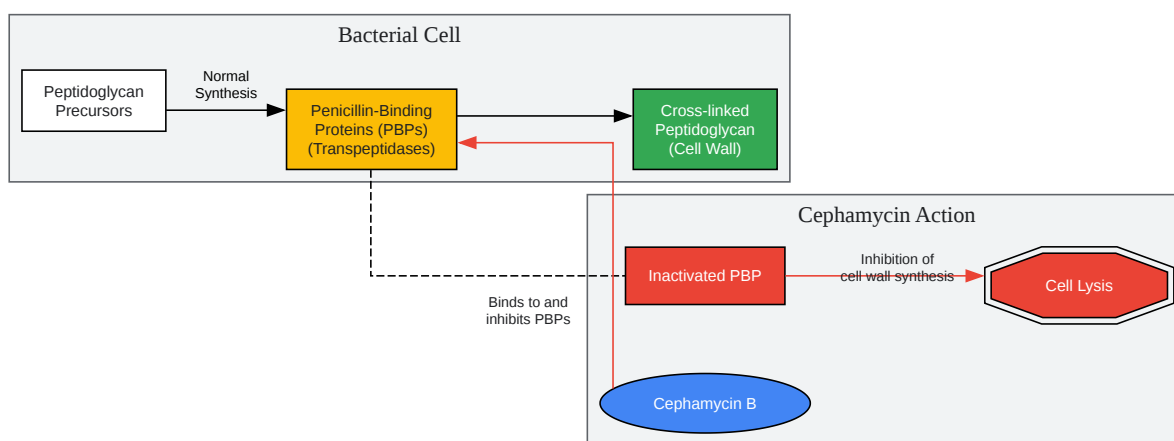 Bacterial Cell
Peptidoglycan
Precursors
Normal
Synthesis
Penicillin-Binding
Proteins (PBPs)
(Transpeptidases)
Cross-linked
Peptidoglycan
(Cell Wall)
Cephamycin Action
Inactivated PBP
Inhibition of
cell wall synthesis
Cell Lysis
Binds to and
inhibits PBPs
Cephamycin B